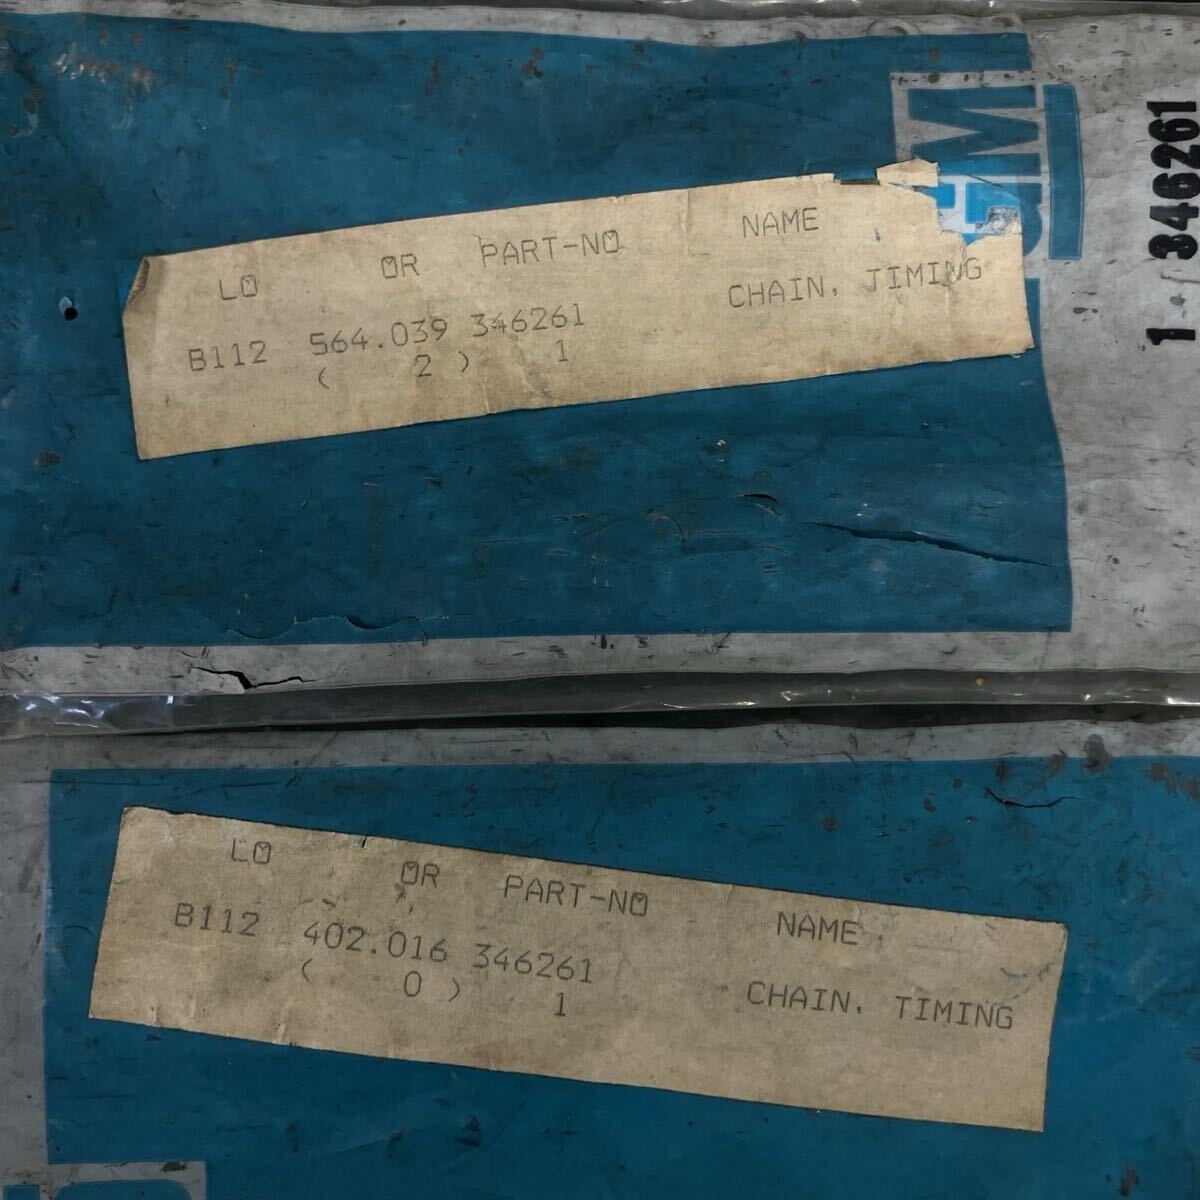 GM
1 346261
LO OR PART-NO NAME
B112 564.039 346261 CHAIN, TIMING
( 2 ) 1
LO OR PART-NO NAME
B112 402.016 346261 CHAIN, TIMING
( 0 ) 1